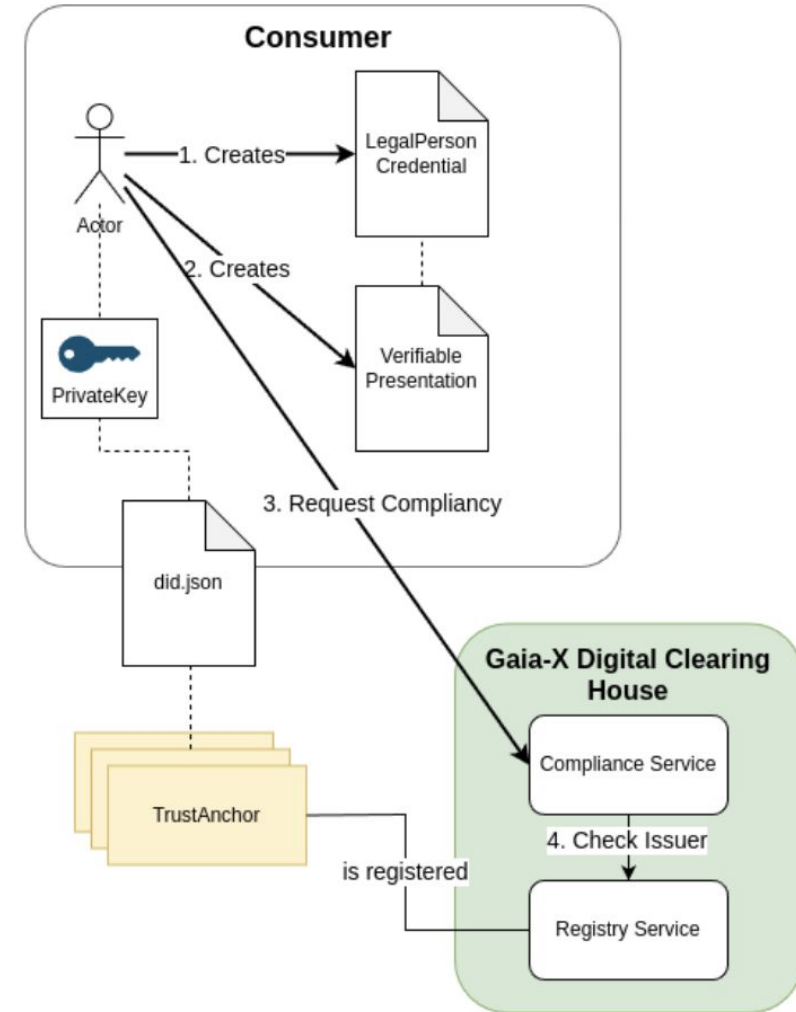 Consumer
LegalPerson
Credential
1. Creates
Actor
2. Creates
Verifiable
Presentation
PrivateKey
3. Request Compliancy
did.json
Gaia-X Digital Clearing
House
Compliance Service
TrustAnchor
4. Check Issuer
is registered
Registry Service